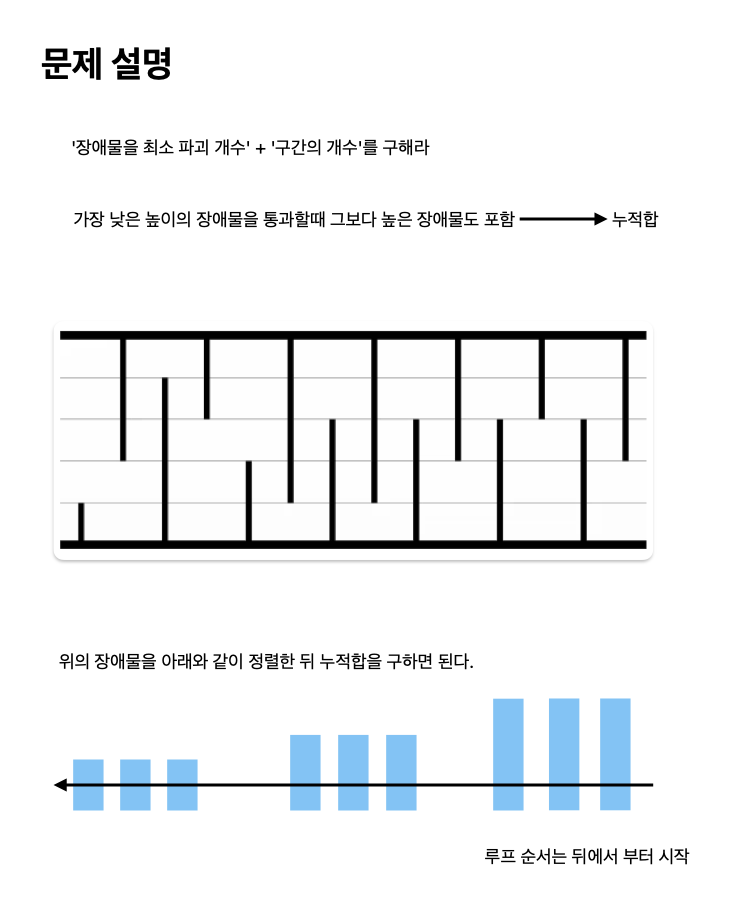 문제 설명
'장애물을 최소 파괴 개수' + '구간의 개수'를 구해라
가장 낮은 높이의 장애물을 통과할때 그보다 높은 장애물도 포함 누적합
위의 장애물을 아래와 같이 정렬한 뒤 누적합을 구하면 된다.
루프 순서는 뒤에서 부터 시작